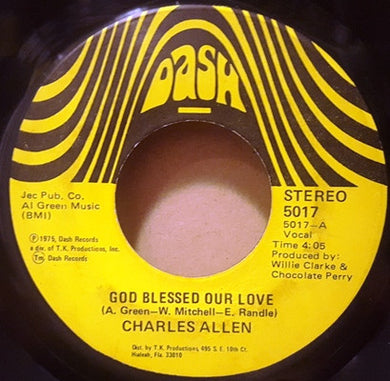 DASH
Jec Pub. Co.
Al Green Music
(BMI)
Ⓟ 1975, Dash Records
a div. of T.K. Productions, Inc.
Tm Dash Records
STEREO
5017
5017-A
Vocal
Time 4:05
Produced by:
Willie Clarke &
Chocolate Perry
GOD BLESSED OUR LOVE
(A. Green-W. Mitchell-E. Randle)
CHARLES ALLEN
Dist. by T.K. Productions, 495 S.E. 10th Ct.
Hialeah, Fla. 33010